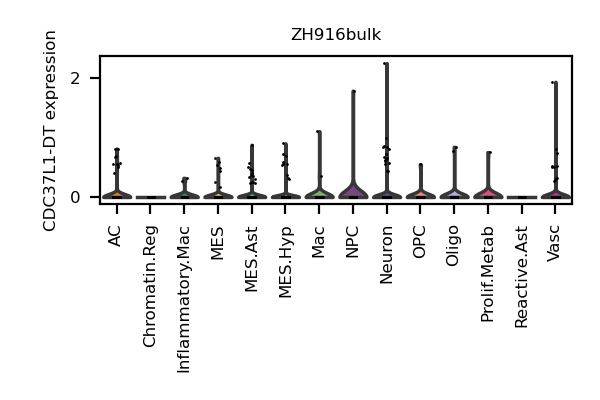 ZH916bulk
CDC37L1-DT expression
2
0
AC
Chromatin.Reg
Inflammatory.Mac
MES
MES.Ast
MES.Hyp
Mac
NPC
Neuron
OPC
Oligo
Prolif.Metab
Reactive.Ast
Vasc